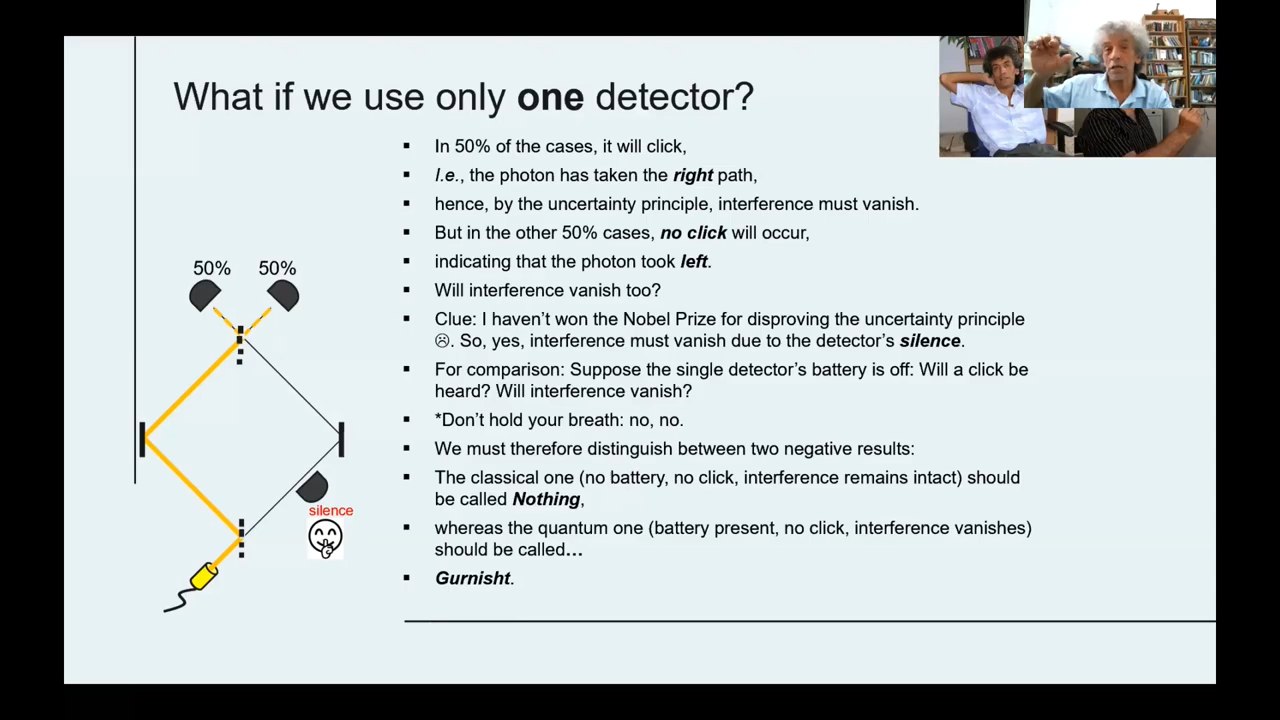 What if we use only one detector?
▪ In 50% of the cases, it will click,
▪ I.e., the photon has taken the right path,
▪ hence, by the uncertainty principle, interference must vanish.
▪ But in the other 50% cases, no click will occur,
▪ indicating that the photon took left.
▪ Will interference vanish too?
▪ Clue: I haven’t won the Nobel Prize for disproving the uncertainty principle
☹. So, yes, interference must vanish due to the detector’s silence.
▪ For comparison: Suppose the single detector’s battery is off: Will a click be
heard? Will interference vanish?
▪ *Don’t hold your breath: no, no.
▪ We must therefore distinguish between two negative results:
▪ The classical one (no battery, no click, interference remains intact) should
be called Nothing,
▪ whereas the quantum one (battery present, no click, interference vanishes)
should be called…
▪ Gurnisht.
50% 50%
silence